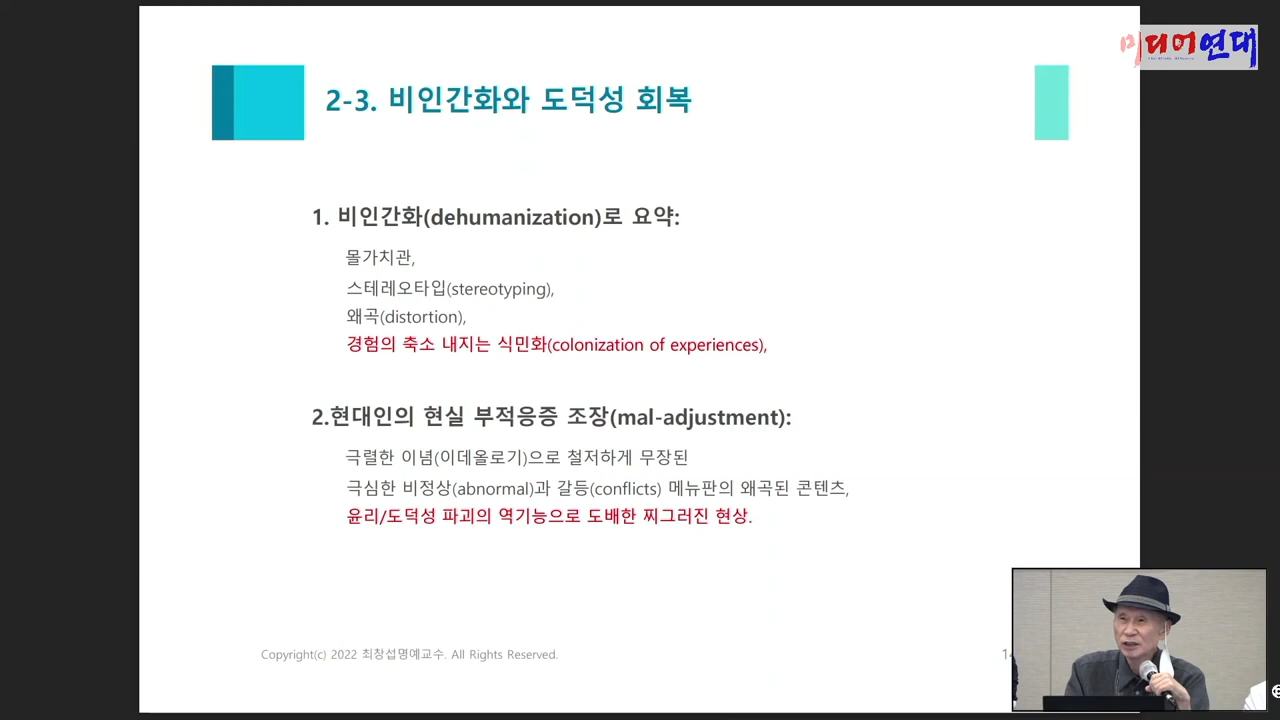 미디어연대
2-3. 비인간화와 도덕성 회복
1. 비인간화(dehumanization)로 요약:
몰가치관,
스테레오타입(stereotyping),
왜곡(distortion),
경험의 축소 내지는 식민화(colonization of experiences),
2.현대인의 현실 부적응증 조장(mal-adjustment):
극렬한 이념(이데올로기)으로 철저하게 무장된
극심한 비정상(abnormal)과 갈등(conflicts) 메뉴판의 왜곡된 콘텐츠,
윤리/도덕성 파괴의 역기능으로 도배한 찌그러진 현상.
Copyright(c) 2022 최창섭명예교수. All Rights Reserved.